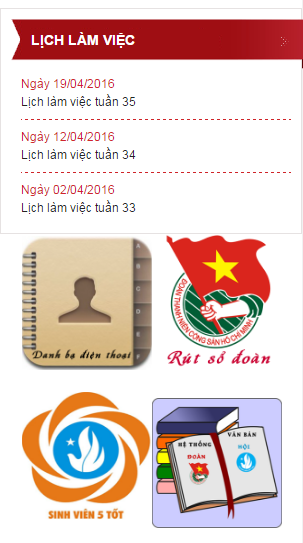 LỊCH LÀM VIỆC
Ngày 19/04/2016
Lịch làm việc tuần 35
Ngày 12/04/2016
Lịch làm việc tuần 34
Ngày 02/04/2016
Lịch làm việc tuần 33
A
B
C
D
Danh bạ điện thoại
ĐOÀN THANH NIÊN CỘNG SẢN HỒ CHÍ MINH
Rút sổ đoàn
SINH VIÊN 5 TỐT
HỆ THỐNG
ĐOÀN
VĂN BẢN
HỘI